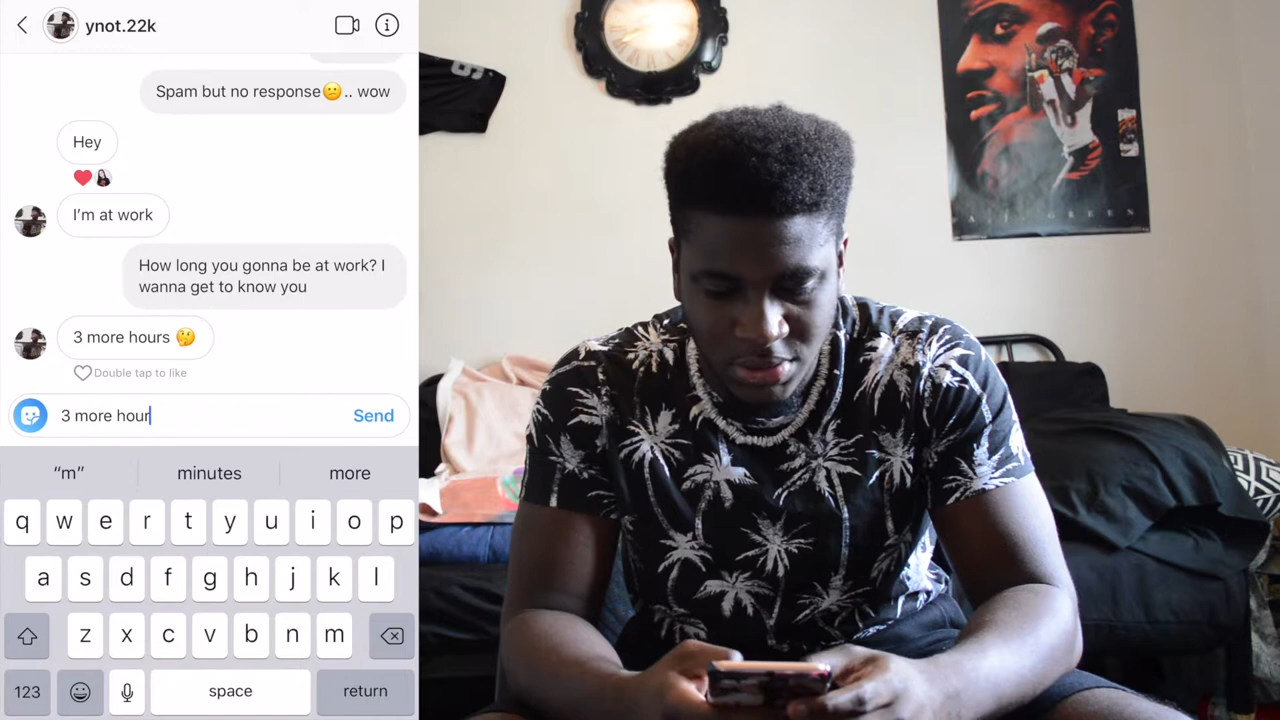 ynot.22k
Spam but no response😕.. wow
Hey
I'm at work
How long you gonna be at work? I
wanna get to know you
3 more hours 🤔
Double tap to like
3 more hour
Send
“m” minutes more
q w e r t y u i o p
a s d f g h j k l
z x c v b n m
123 space return
9
A.J. GREEN